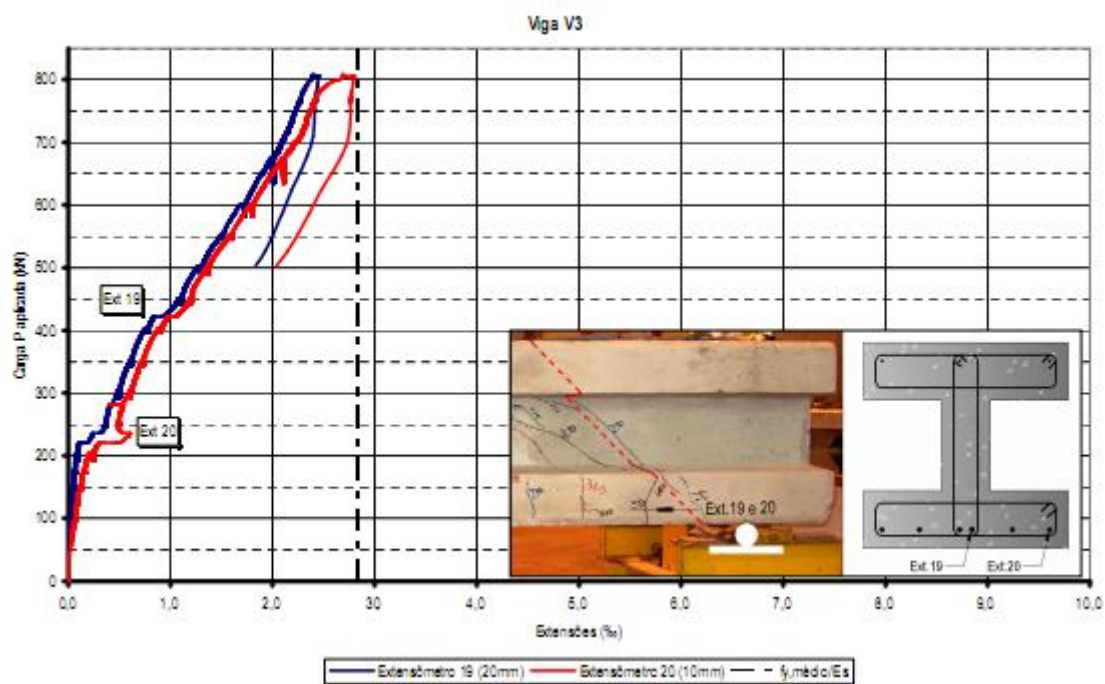 Viga V3
Carga P aplicada (kN)
800
700
600
500
400
300
200
100
0
Ext 19
Ext 20
Ext.19 e 20
Ext.19
Ext.20
0,0 1,0 2,0 3,0 4,0 5,0 6,0 7,0 8,0 9,0 10,0
Extensões (‰)
Extensômetro 19 (20mm) Extensômetro 20 (10mm) fy,médio/Es